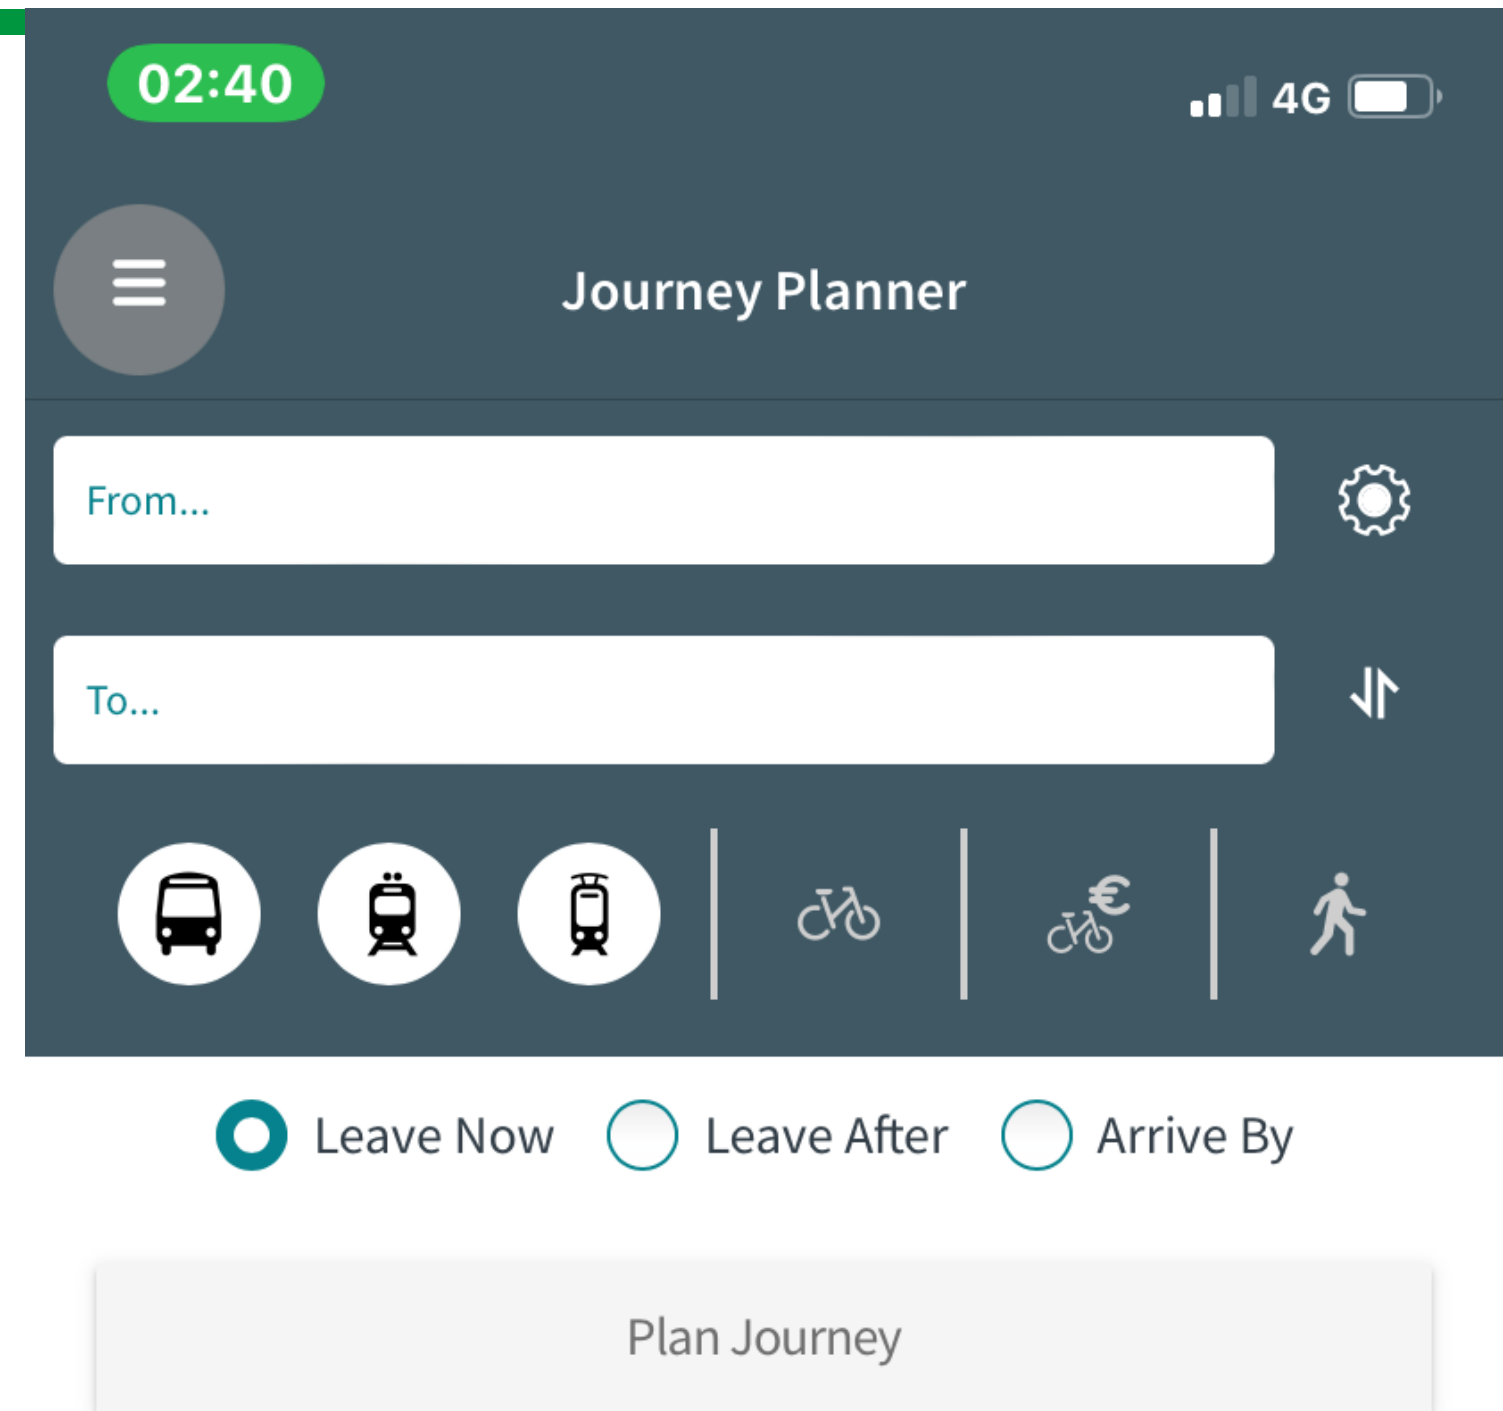 02:40
4G
Journey Planner
From...
To...
€
Leave Now Leave After Arrive By
Plan Journey